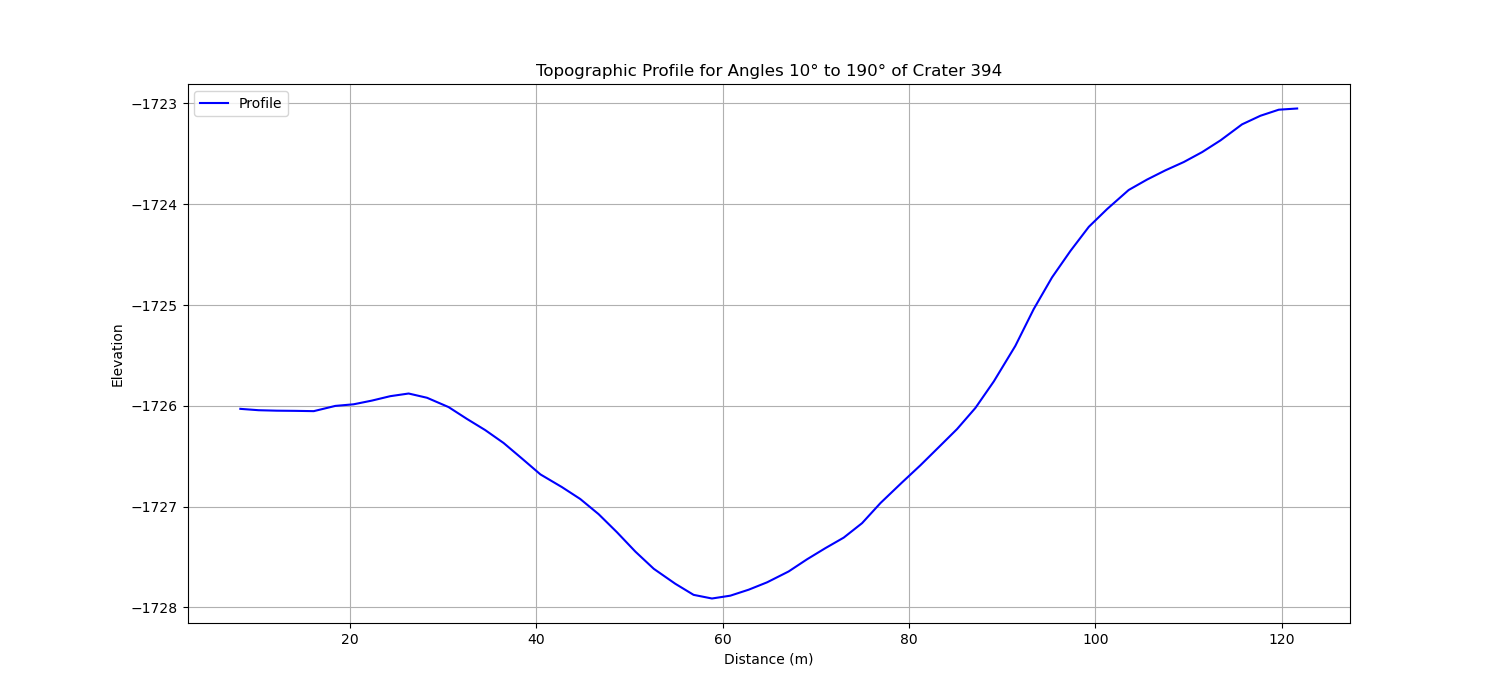 Topographic Profile for Angles 10° to 190° of Crater 394
Profile
−1723
−1724
−1725
−1726
−1727
−1728
Elevation
20 40 60 80 100 120
Distance (m)